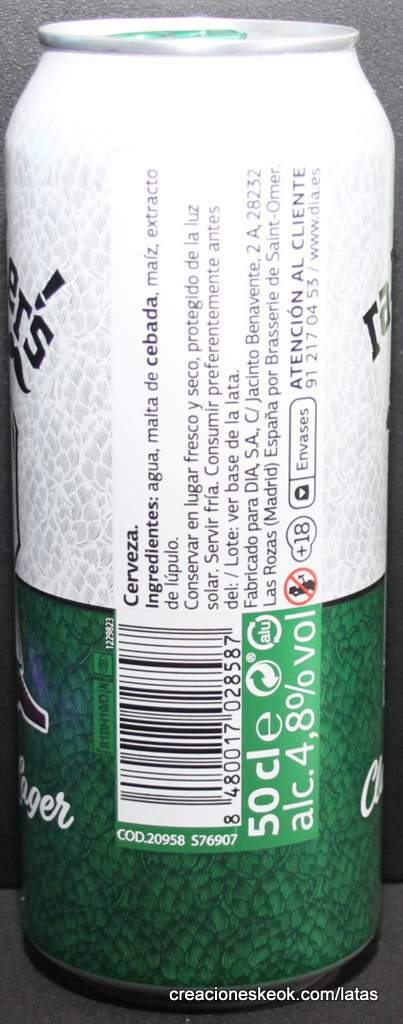 Cerveza.
Ingredientes: agua, malta de cebada, maíz, extracto
de lúpulo.
Conservar en lugar fresco y seco, protegido de la luz
solar. Servir fría. Consumir preferentemente antes
del: / Lote: ver base de la lata.
Fabricado para DIA, S.A., C/ Jacinto Benavente, 2 A, 28232
Las Rozas (Madrid) España por Brasserie de Saint-Omer.
+18
Envases
ATENCIÓN AL CLIENTE
91 217 04 53 / www.dia.es
1229823
8 480017 028587
COD.20958 S76907
50 cl e
alu
alc. 4,8% vol
er's
Lager
ra
Cl
creacioneskeok.com/latas